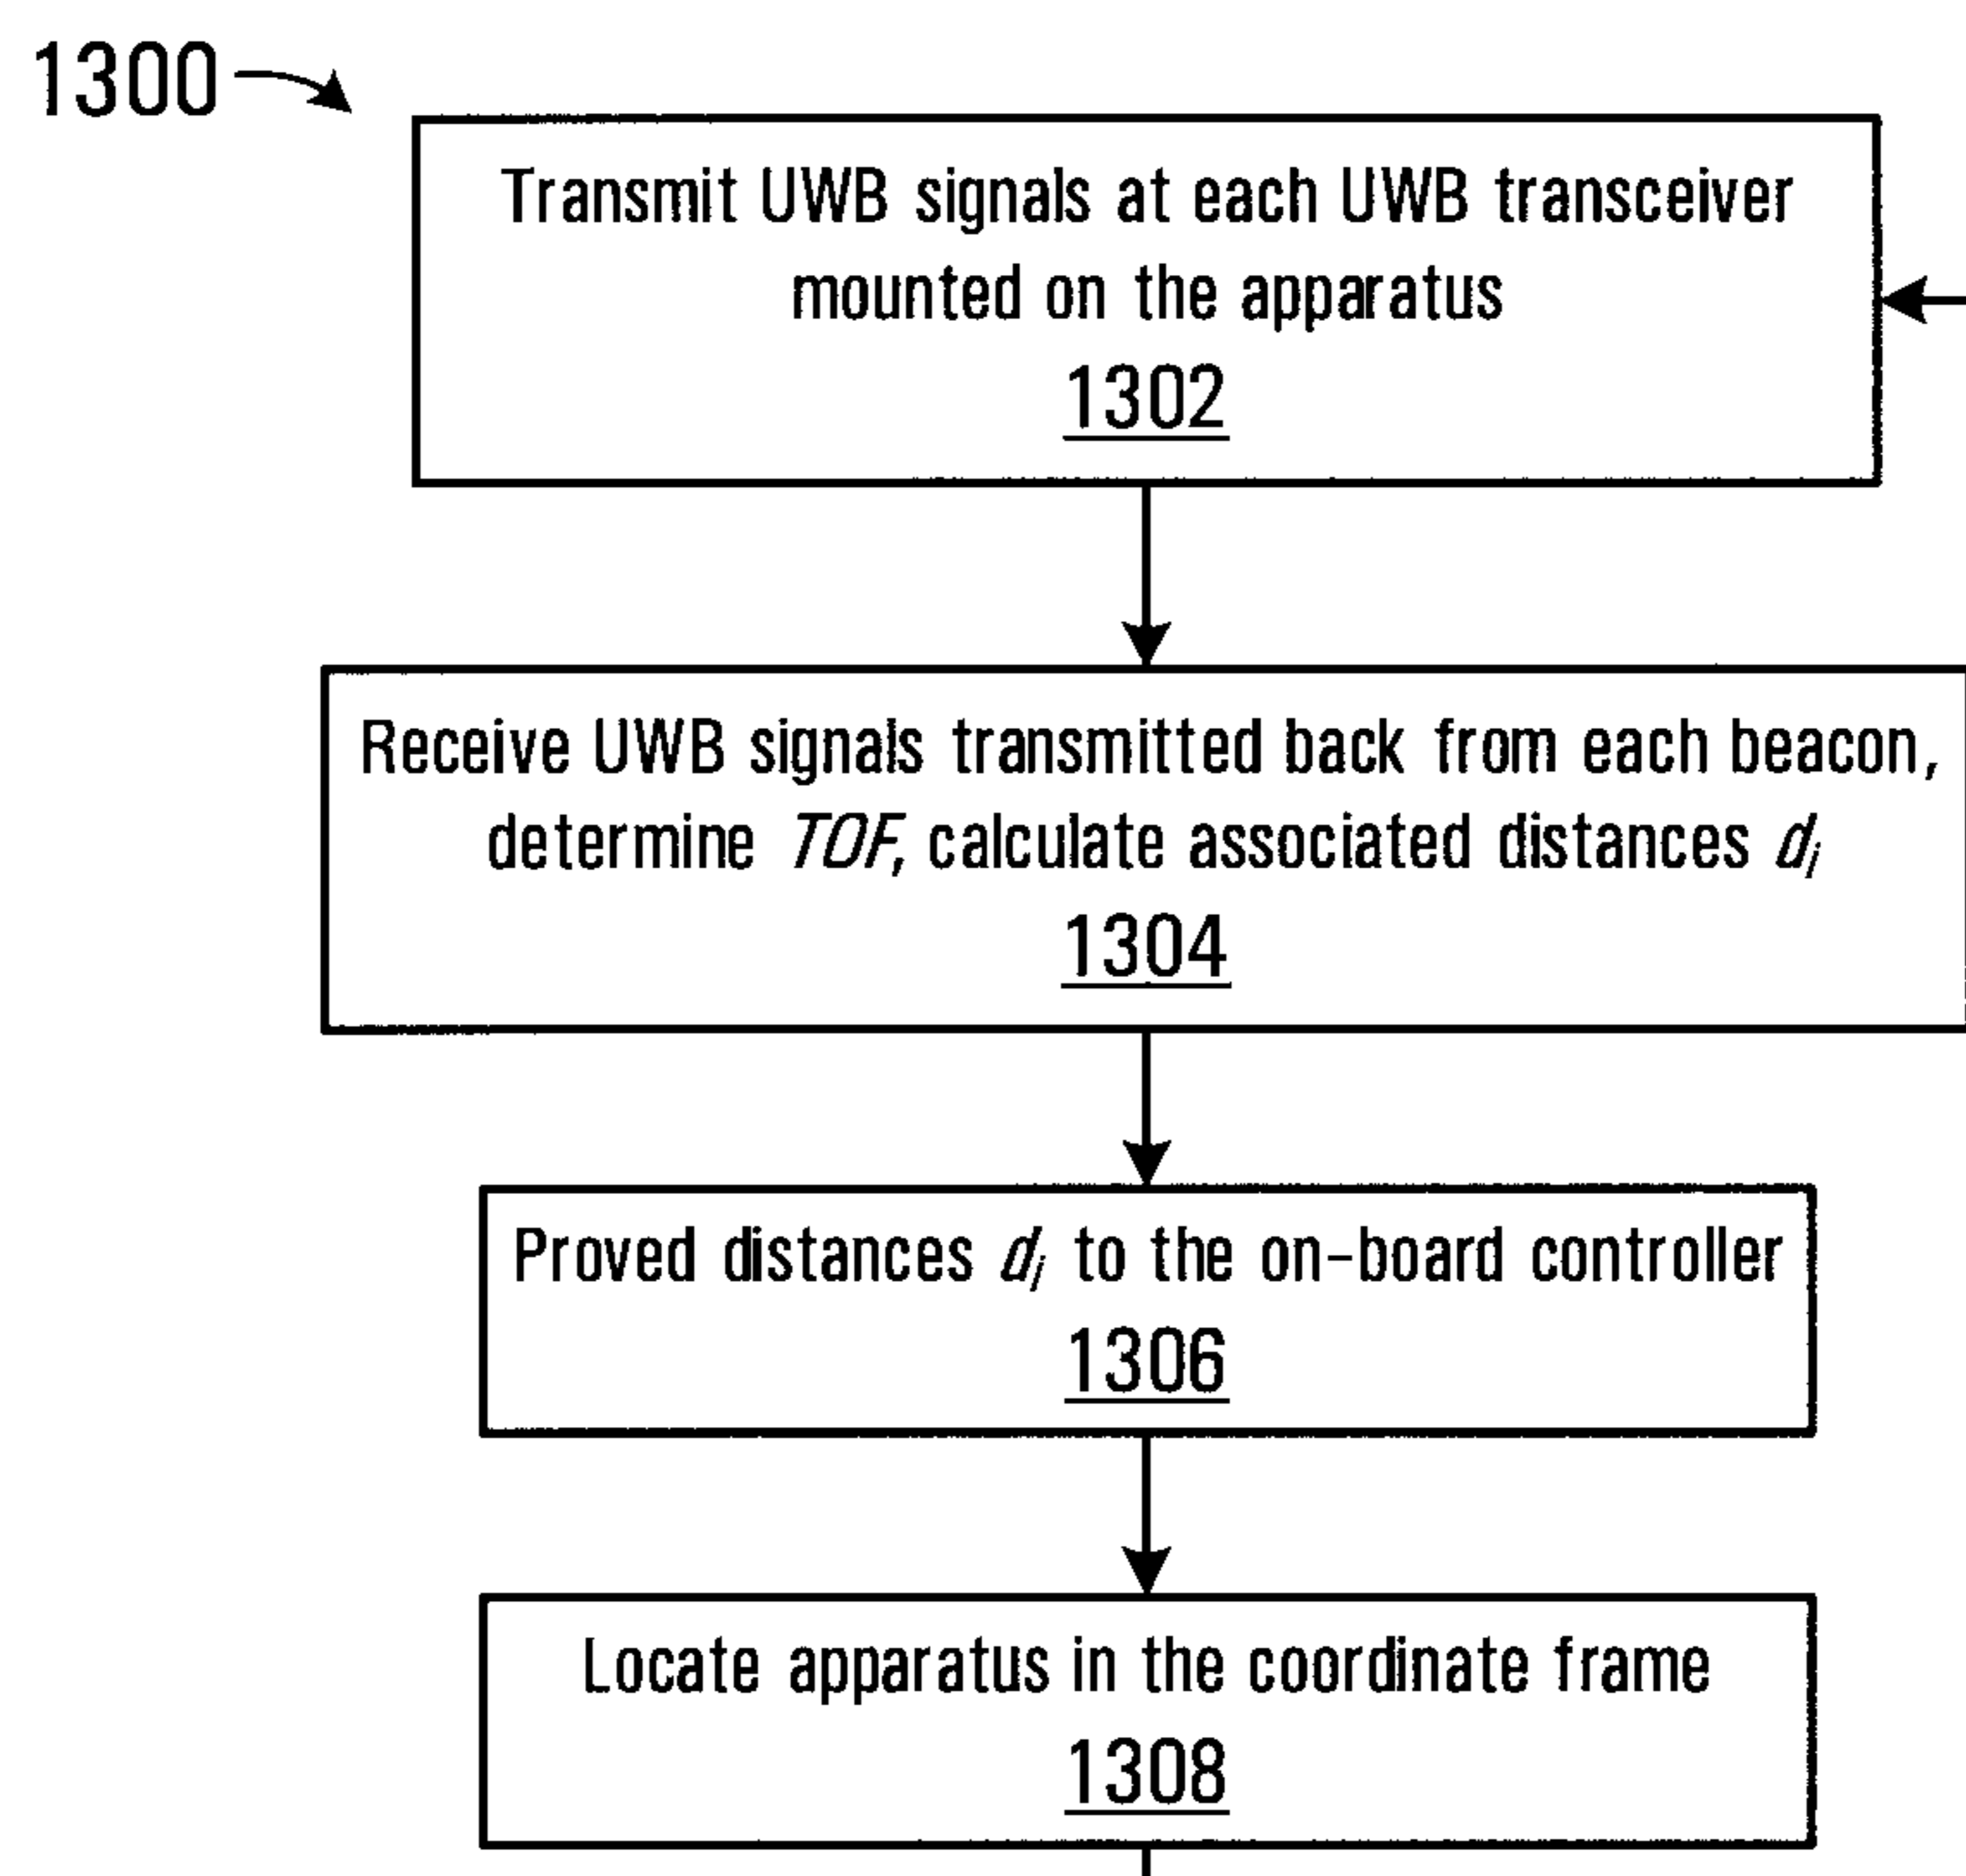 1300
Transmit UWB signals at each UWB transceiver
mounted on the apparatus
1302
Receive UWB signals transmitted back from each beacon,
determine TOF, calculate associated distances dᵢ
1304
Proved distances dᵢ to the on-board controller
1306
Locate apparatus in the coordinate frame
1308